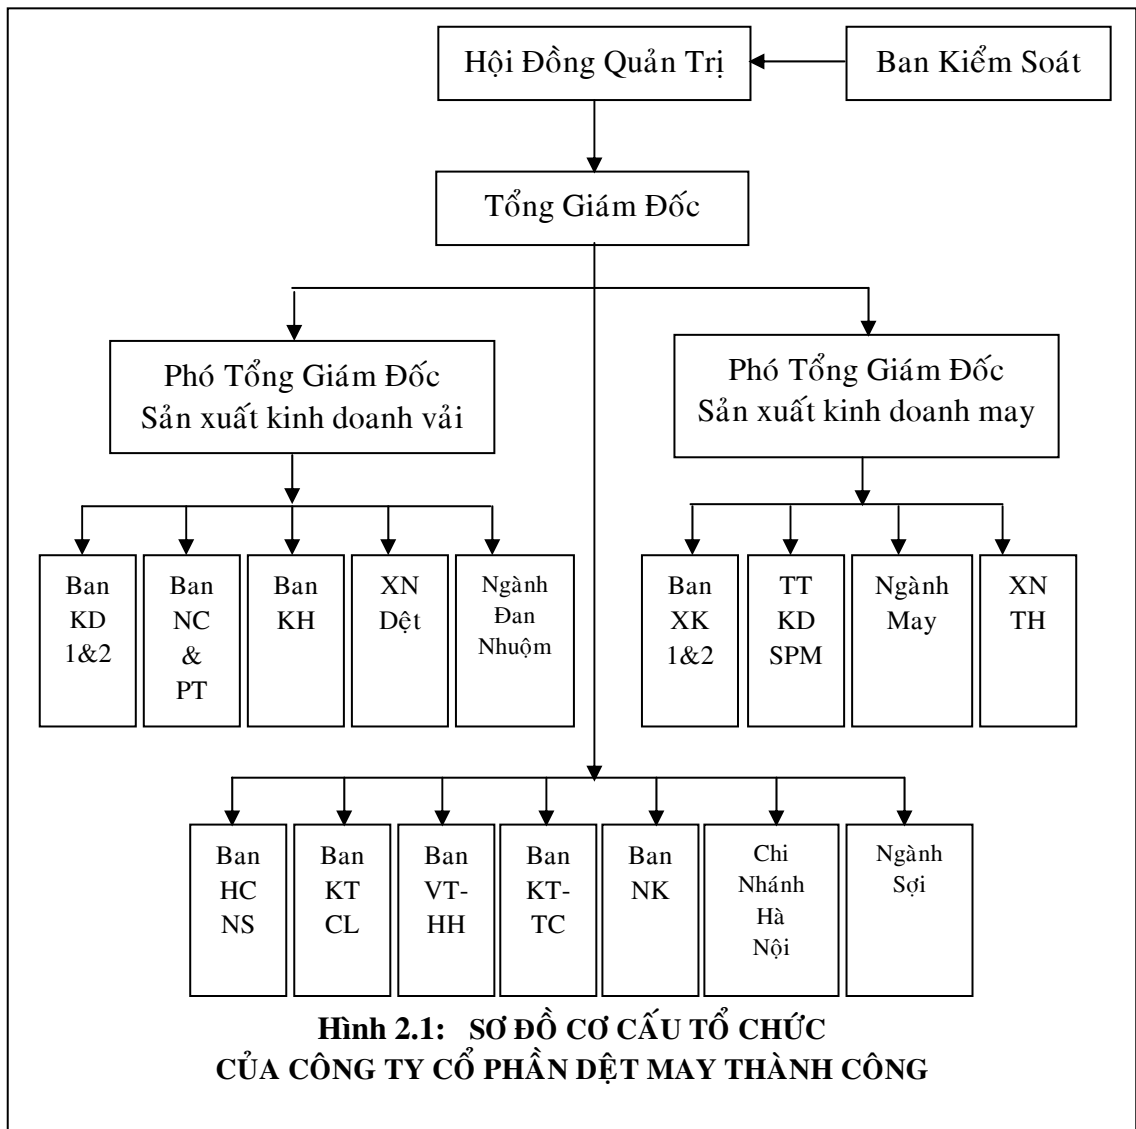 Hội Đồng Quản Trị
Ban Kiểm Soát
Tổng Giám Đốc
Phó Tổng Giám Đốc
Sản xuất kinh doanh vải
Phó Tổng Giám Đốc
Sản xuất kinh doanh may
Ban
KD
1&2
Ban
NC
&
PT
Ban
KH
XN
Dệt
Ngành
Đan
Nhuộm
Ban
XK
1&2
TT
KD
SPM
Ngành
May
XN
TH
Ban
HC
NS
Ban
KT
CL
Ban
VT-
HH
Ban
KT-
TC
Ban
NK
Chi
Nhánh
Hà
Nội
Ngành
Sợi
Hình 2.1: SƠ ĐỒ CƠ CẤU TỔ CHỨC
CỦA CÔNG TY CỔ PHẦN DỆT MAY THÀNH CÔNG